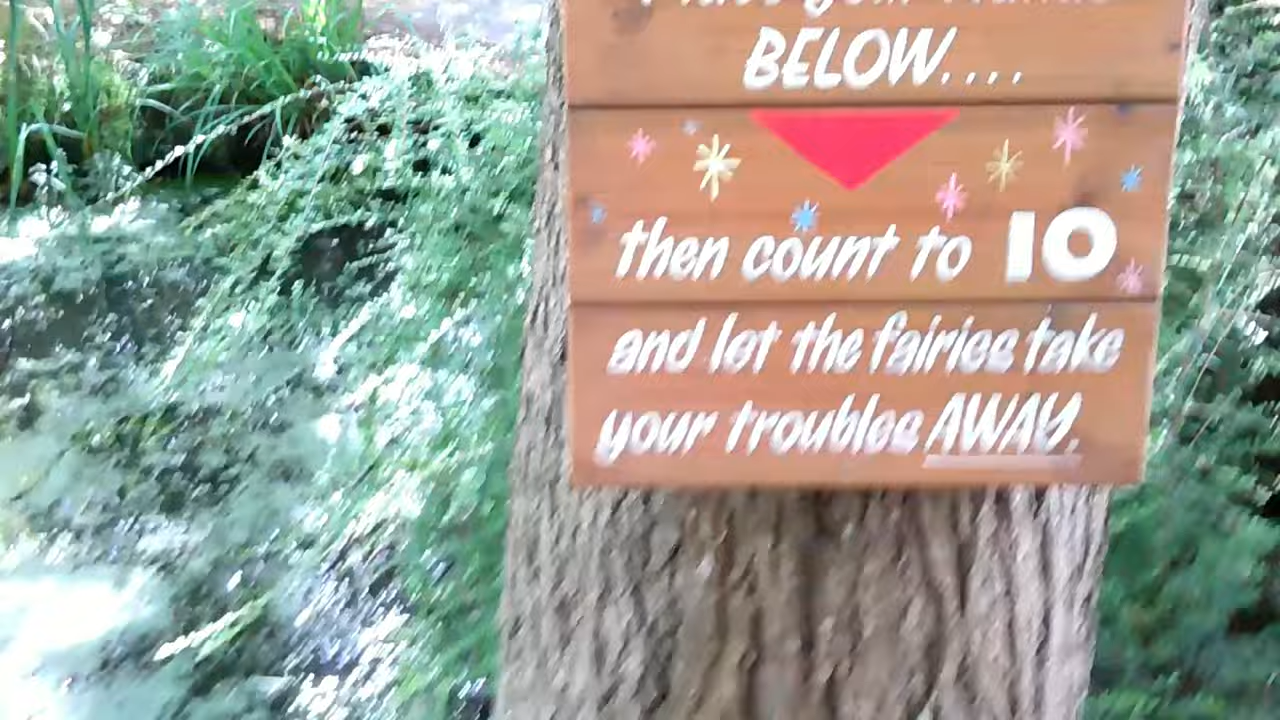 BELOW....
then count to 10
and let the fairies take
your troubles AWAY.